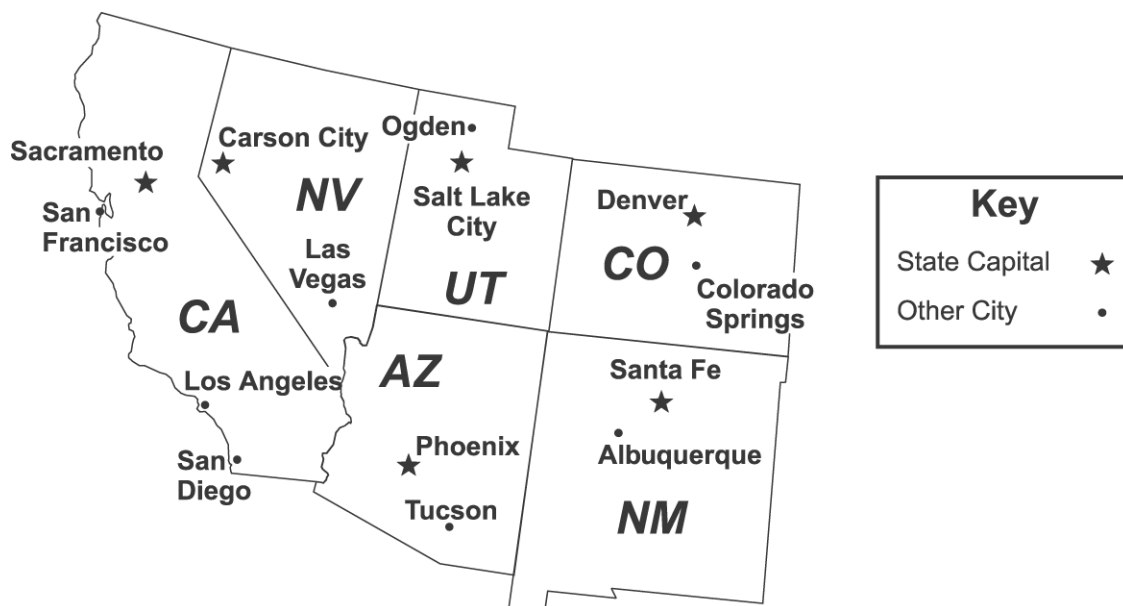 Ogden
Carson City
Sacramento
NV
Salt Lake
City
Denver
San
Francisco
Las
Vegas
UT
CO
Colorado
Springs
CA
Los Angeles
AZ
Santa Fe
San
Diego
Phoenix
Albuquerque
Tucson
NM
Key
State Capital
Other City